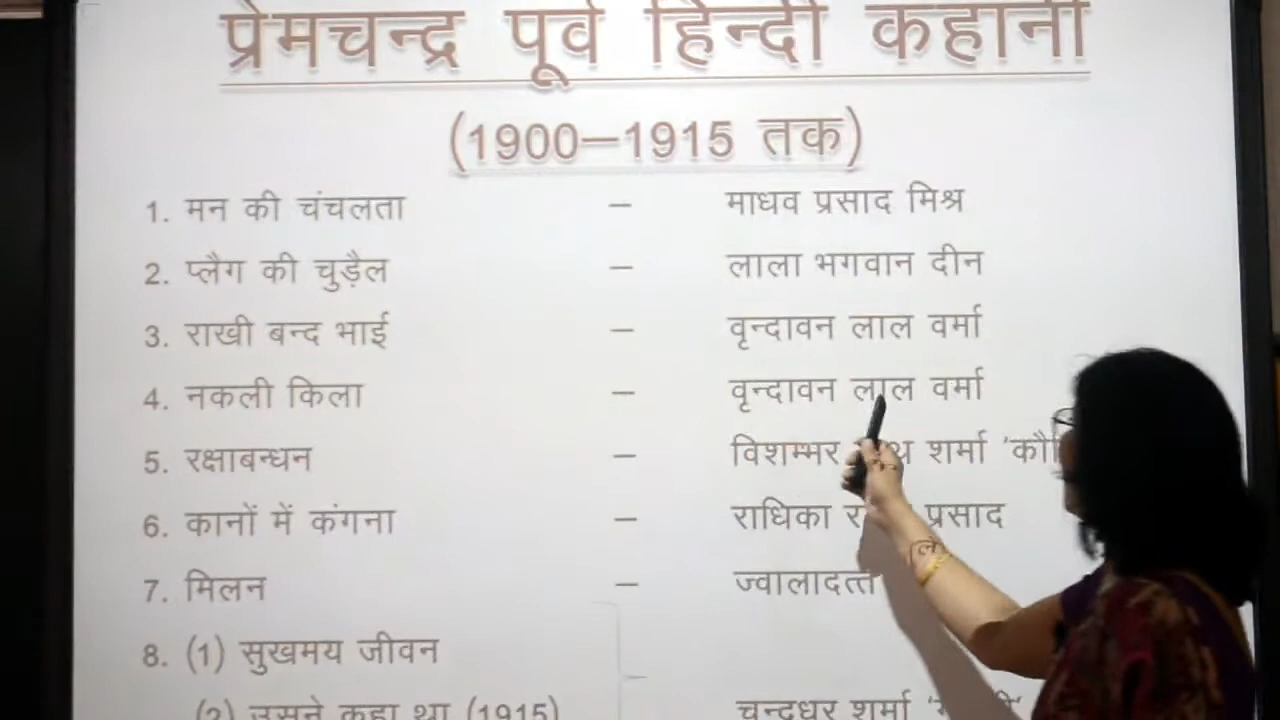 प्रेमचन्द्र पूर्व हिन्दी कहानी
(1900–1915 तक)
1. मन की चंचलता – माधव प्रसाद मिश्र
2. प्लैग की चुड़ैल – लाला भगवान दीन
3. राखी बन्द भाई – वृन्दावन लाल वर्मा
4. नकली किला – वृन्दावन लाल वर्मा
5. रक्षाबन्धन – विशम्भर शर्मा
6. कानों में कंगना – राधिका प्रसाद
7. मिलन – ज्वालादत्त
8. (1) सुखमय जीवन –
(2) उसने कहा था (1915) चन्द्रधर शर्मा